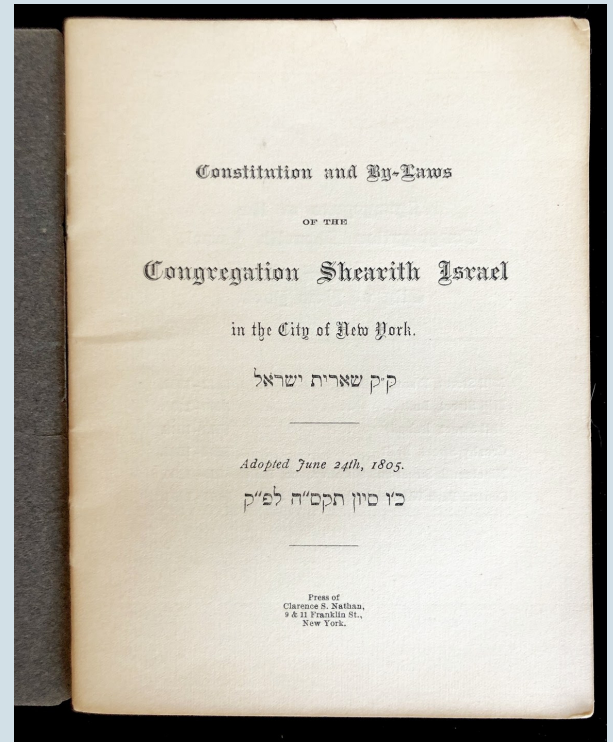 Constitution and By-Laws
OF THE
Congregation Shearith Israel
in the City of New York.
ק״ק שארית ישראל
Adopted June 24th, 1805.
כ״ו סיון תקס״ה לפ״ק
Press of
Clarence S. Nathan,
9 & 11 Franklin St.,
New York.